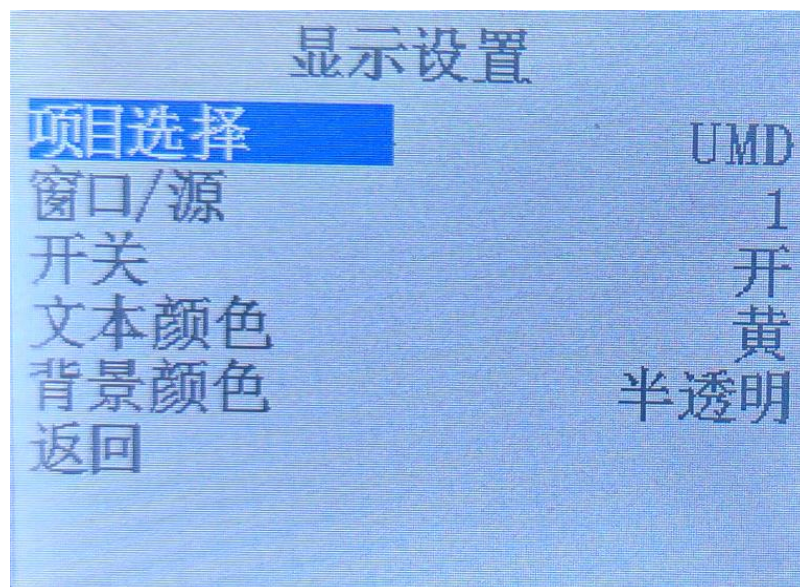 显示设置
项目选择 UMD
窗口/源 1
开关 开
文本颜色 黄
背景颜色 半透明
返回